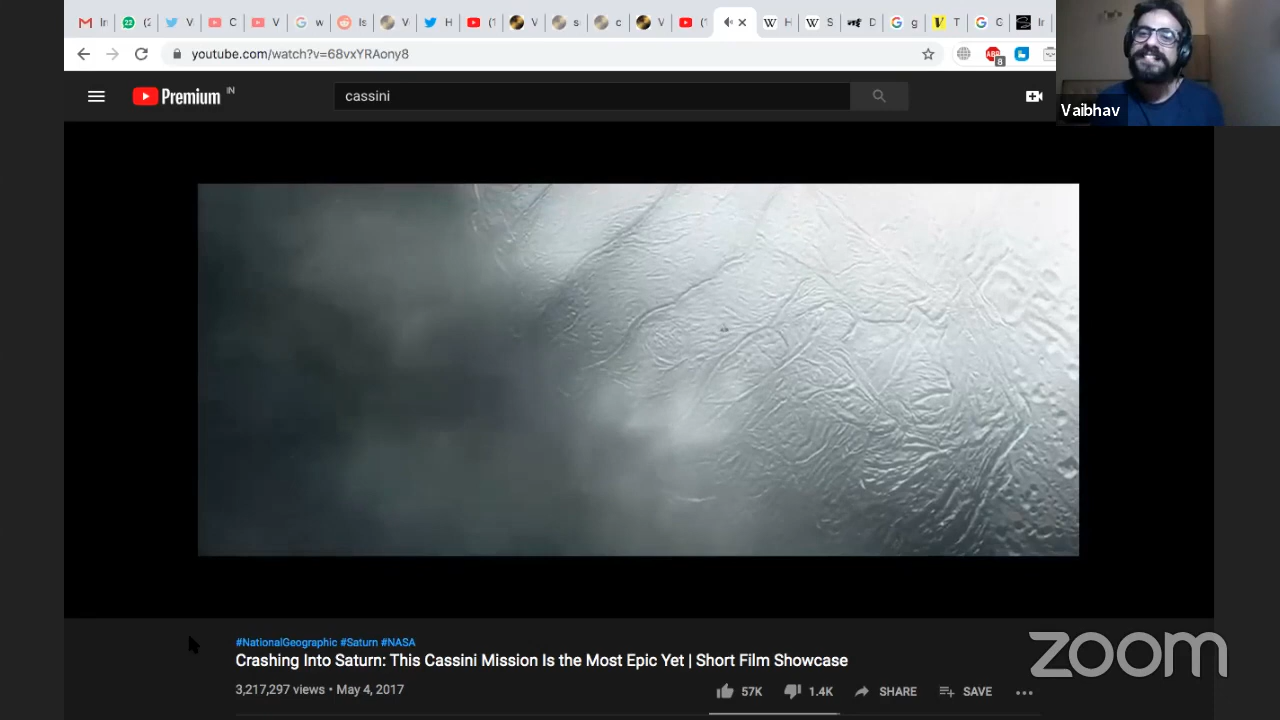 youtube.com/watch?v=68vxYRAony8
Premium IN
cassini
Vaibhav
#NationalGeographic #Saturn #NASA
Crashing Into Saturn: This Cassini Mission Is the Most Epic Yet | Short Film Showcase
3,217,297 views • May 4, 2017
57K 1.4K SHARE SAVE
zoom